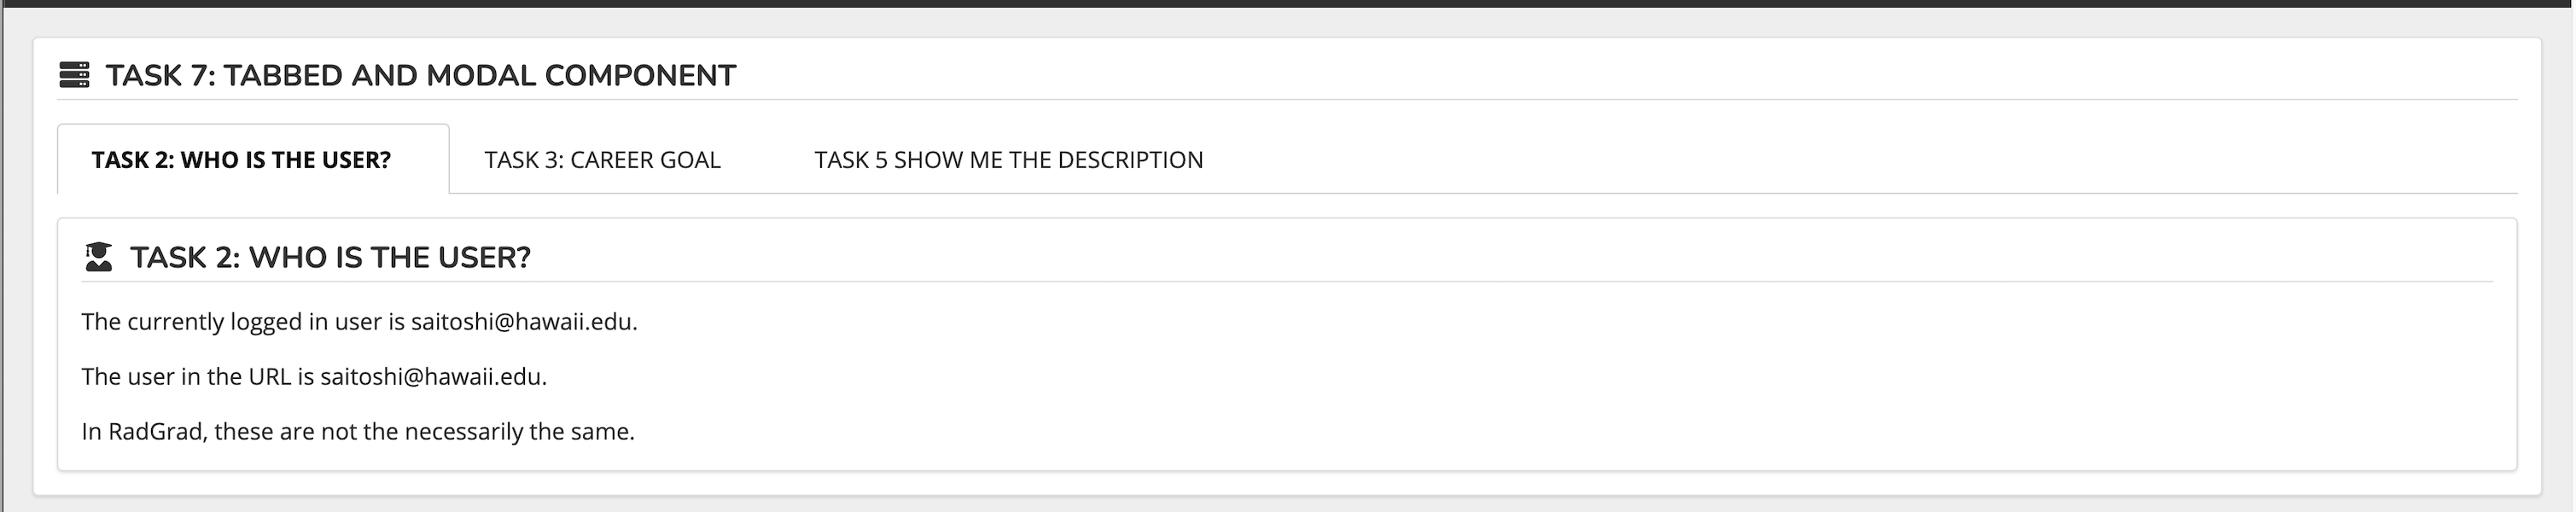 TASK 7: TABBED AND MODAL COMPONENT
TASK 2: WHO IS THE USER? TASK 3: CAREER GOAL TASK 5 SHOW ME THE DESCRIPTION
TASK 2: WHO IS THE USER?
The currently logged in user is saitoshi@hawaii.edu.
The user in the URL is saitoshi@hawaii.edu.
In RadGrad, these are not the necessarily the same.